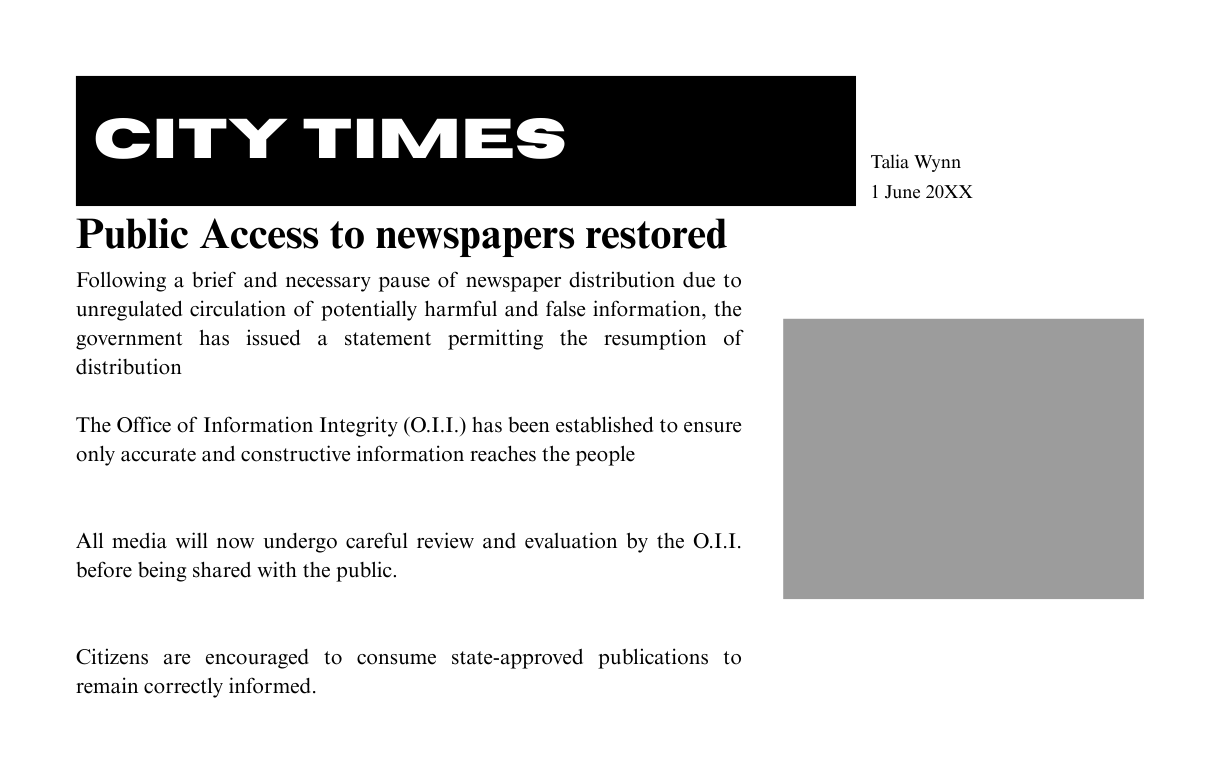 CITY TIMES
Talia Wynn
1 June 20XX
Public Access to newspapers restored
Following a brief and necessary pause of newspaper distribution due to
unregulated circulation of potentially harmful and false information, the
government has issued a statement permitting the resumption of
distribution
The Office of Information Integrity (O.I.I.) has been established to ensure
only accurate and constructive information reaches the people
All media will now undergo careful review and evaluation by the O.I.I.
before being shared with the public.
Citizens are encouraged to consume state-approved publications to
remain correctly informed.